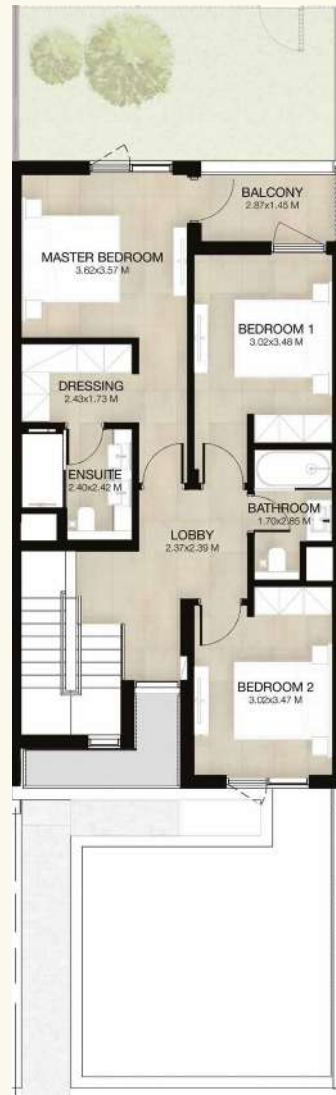 BALCONY
2.87x1.45 M
MASTER BEDROOM
3.62x3.57 M
BEDROOM 1
3.02x3.48 M
DRESSING
2.43x1.73 M
ENSUITE
2.40x2.42 M
BATHROOM
1.70x2.85 M
LOBBY
2.37x2.39 M
BEDROOM 2
3.02x3.47 M